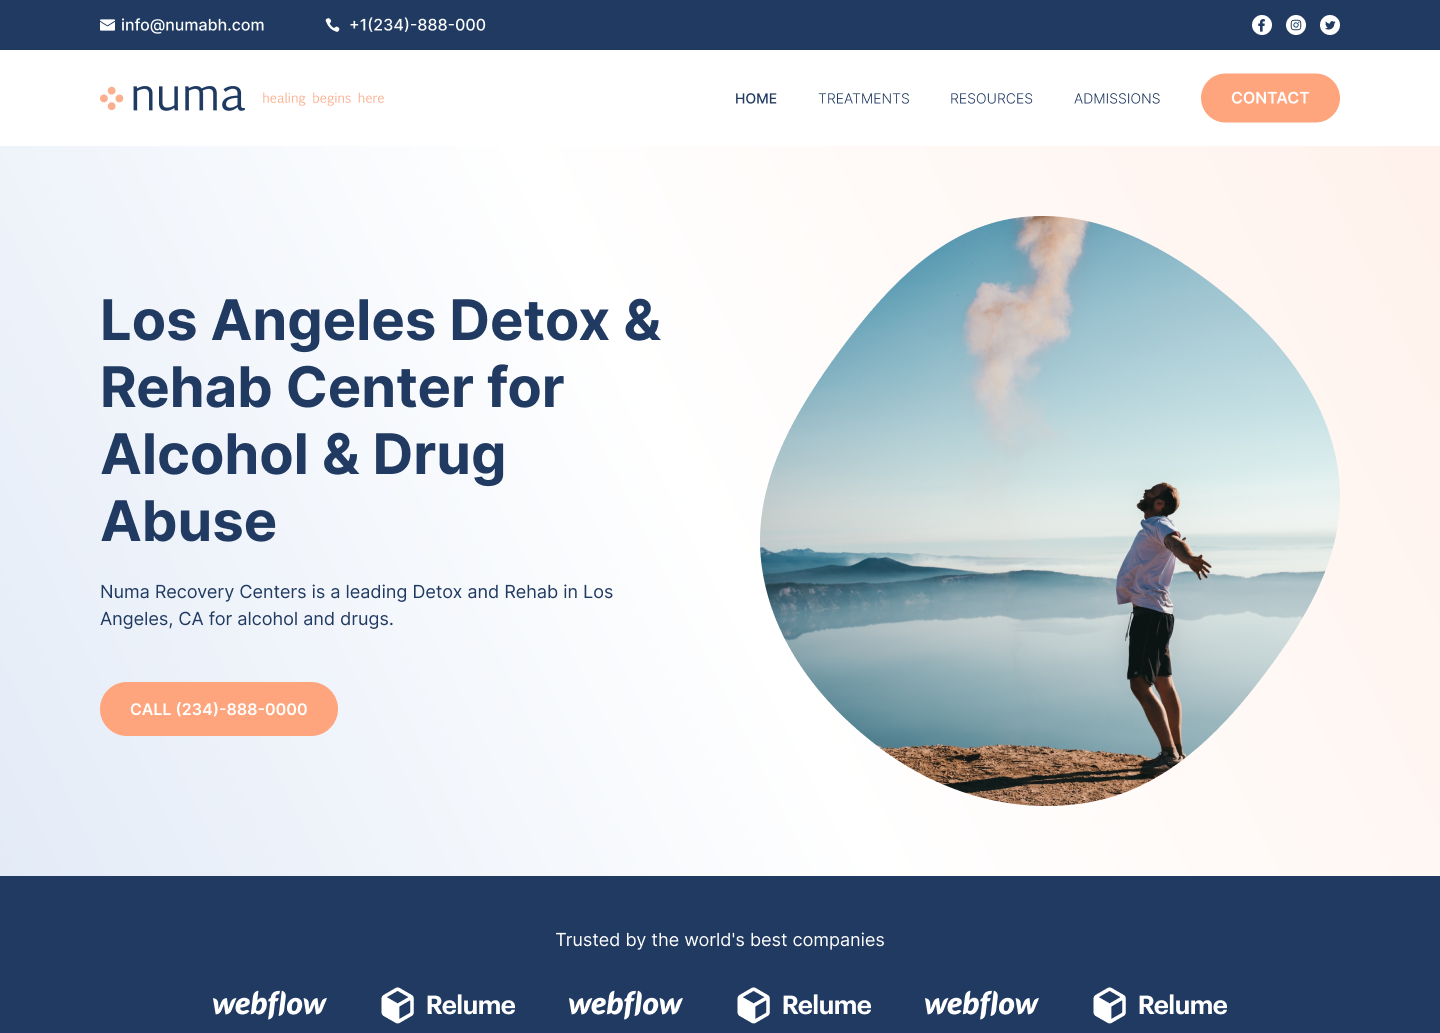 info@numabh.com
+1(234)-888-000
numa healing begins here
HOME TREATMENTS RESOURCES ADMISSIONS CONTACT
Los Angeles Detox &
Rehab Center for
Alcohol & Drug
Abuse
Numa Recovery Centers is a leading Detox and Rehab in Los
Angeles, CA for alcohol and drugs.
CALL (234)-888-0000
Trusted by the world's best companies
webflow Relume webflow Relume webflow Relume